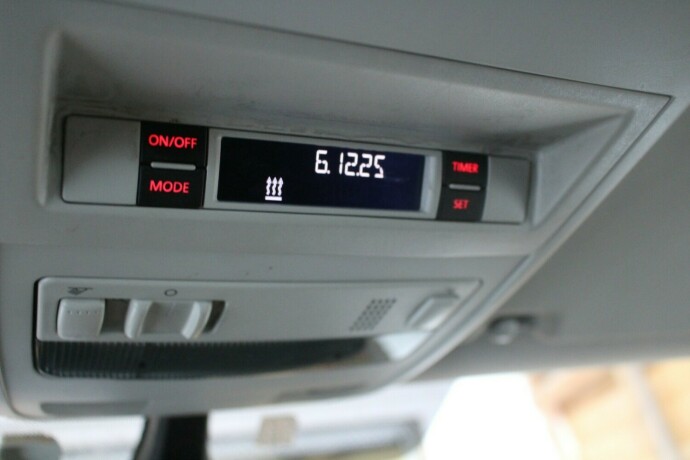 ON/OFF
MODE
6.12.25
TIMER
SET